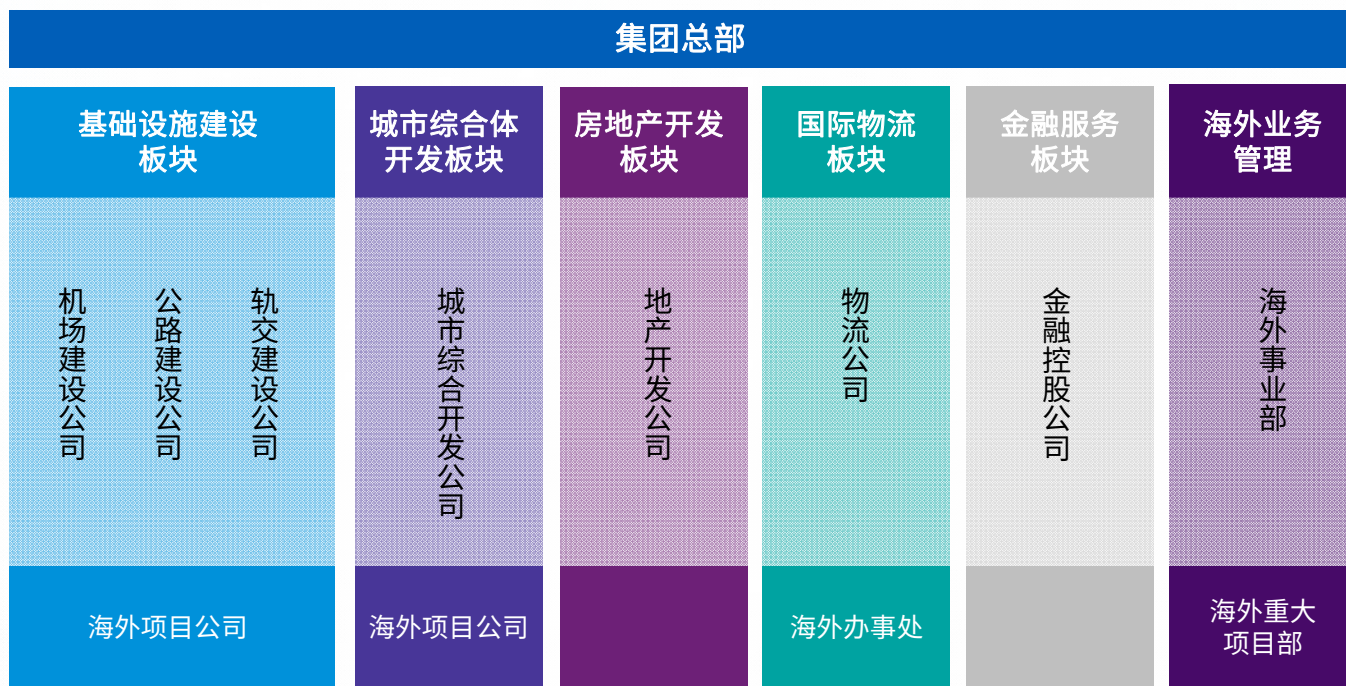 集团总部
基础设施建设
板块
城市综合体
开发板块
房地产开发
板块
国际物流
板块
金融服务
板块
海外业务
管理
机场建设公司
公路建设公司
轨交建设公司
城市综合开发公司
地产开发公司
物流公司
金融控股公司
海外事业部
海外项目公司
海外项目公司
海外办事处
海外重大
项目部